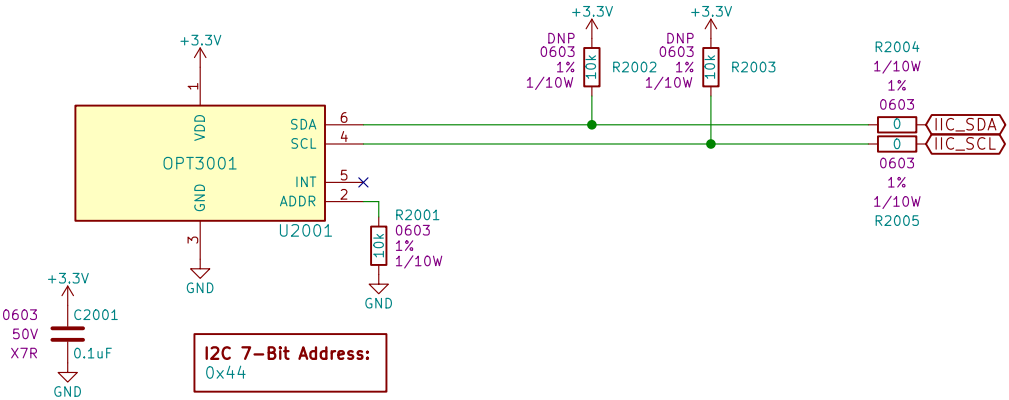 +3.3V
+3.3V
DNP
0603
1%
1/10W
10k
R2002
DNP
0603
1%
1/10W
10k
R2003
R2004
1/10W
1%
0603
0
IIC_SDA
0
IIC_SCL
0603
1%
1/10W
R2005
+3.3V
1
VDD
SDA 6
SCL 4
OPT3001
INT 5
GND
ADDR 2
3
U2001
GND
R2001
0603
1%
1/10W
10k
GND
+3.3V
0603
50V
X7R
C2001
0.1uF
GND
I2C 7-Bit Address:
0x44